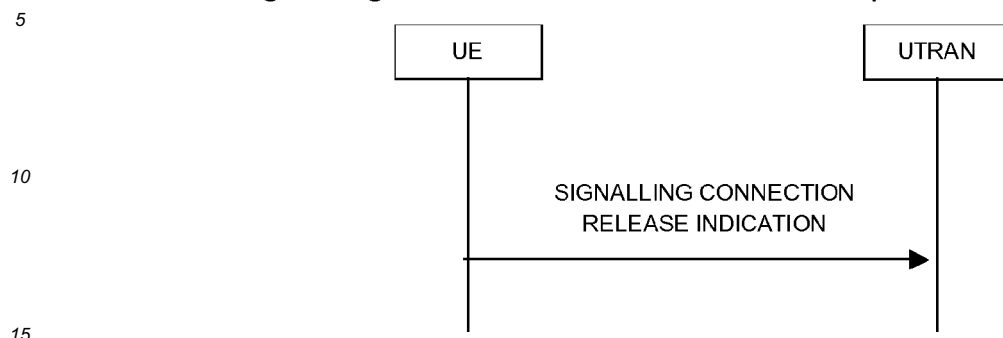 5
UE
UTRAN
10
SIGNALLING CONNECTION
RELEASE INDICATION
15